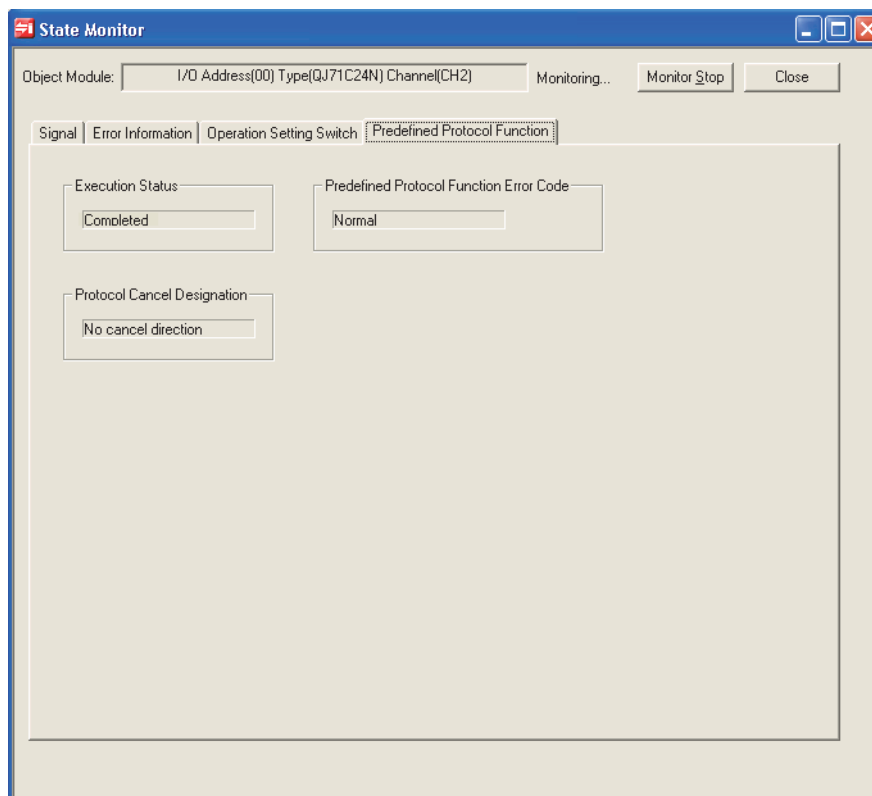 State Monitor
Object Module: I/O Address(00) Type(QJ71C24N) Channel(CH2) Monitoring... Monitor Stop Close
Signal Error Information Operation Setting Switch Predefined Protocol Function
Execution Status Predefined Protocol Function Error Code
Completed Normal
Protocol Cancel Designation
No cancel direction